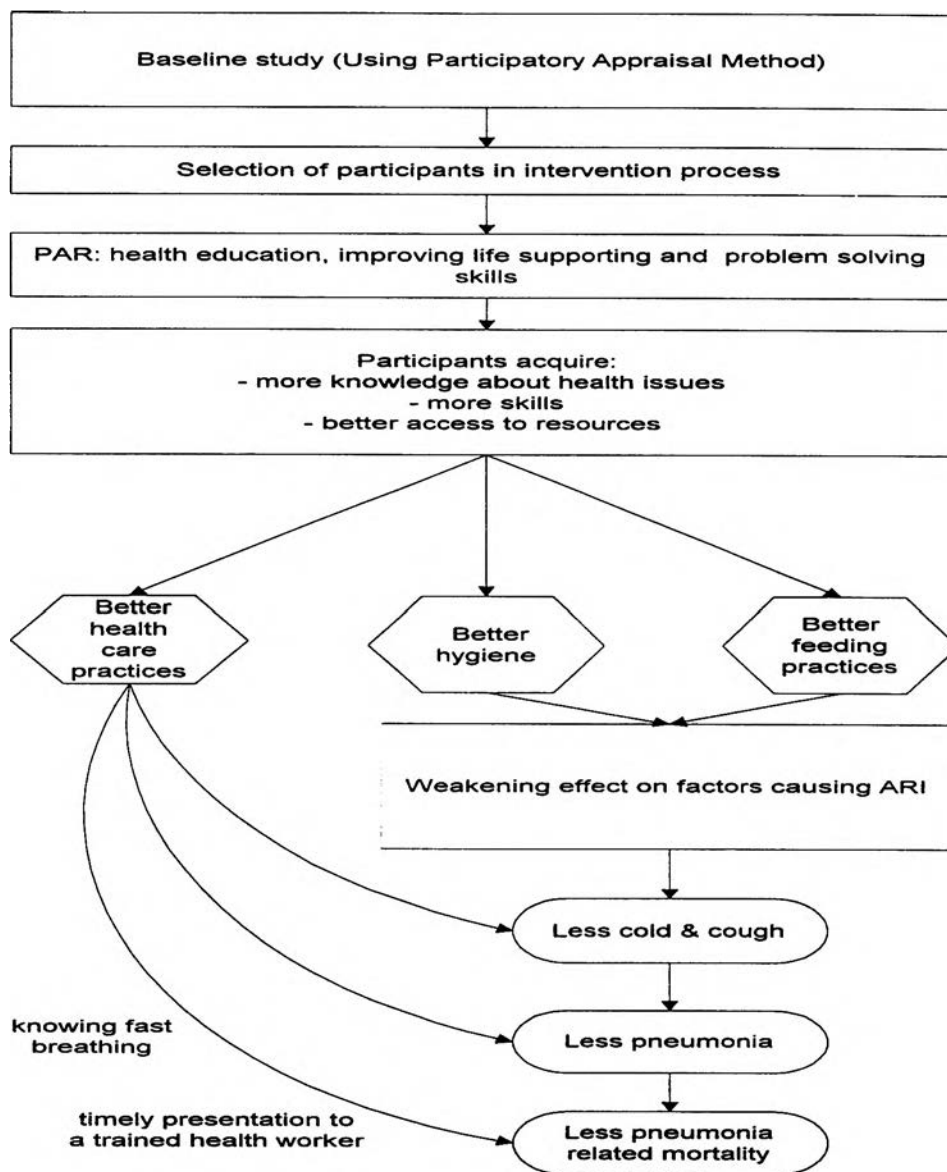 Baseline study (Using Participatory Appraisal Method)
Selection of participants in intervention process
PAR: health education, improving life supporting and problem solving
skills
Participants acquire:
- more knowledge about health issues
- more skills
- better access to resources
Better
health
care
practices
Better
hygiene
Better
feeding
practices
Weakening effect on factors causing ARI
Less cold & cough
knowing fast
breathing
Less pneumonia
timely presentation to
a trained health worker
Less pneumonia
related mortality